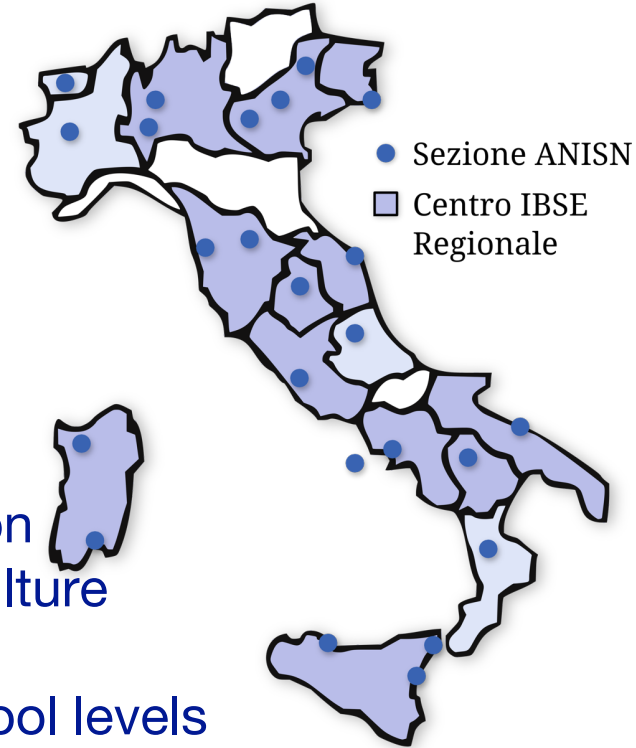 Sezione ANISN
Centro IBSE
Regionale
on
lture
ool levels